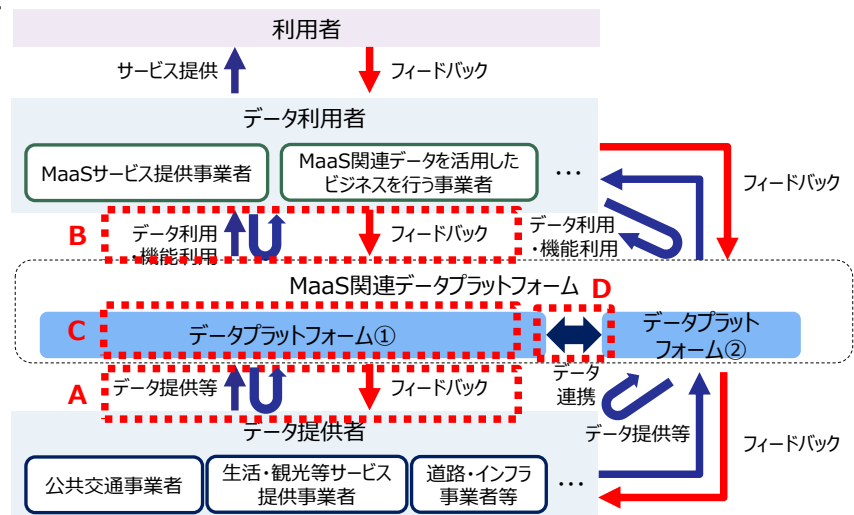 利用者
サービス提供
フィードバック
データ利用者
MaaSサービス提供事業者
MaaS関連データを活用した
ビジネスを行う事業者
…
フィードバック
B
データ利用
・機能利用
フィードバック
データ利用
・機能利用
MaaS関連データプラットフォーム
D
C
データプラットフォーム①
データプラット
フォーム②
A
データ提供等
フィードバック
データ
連携
データ提供等
フィードバック
データ提供者
公共交通事業者
生活・観光等サービス
提供事業者
道路・インフラ
事業者等
…